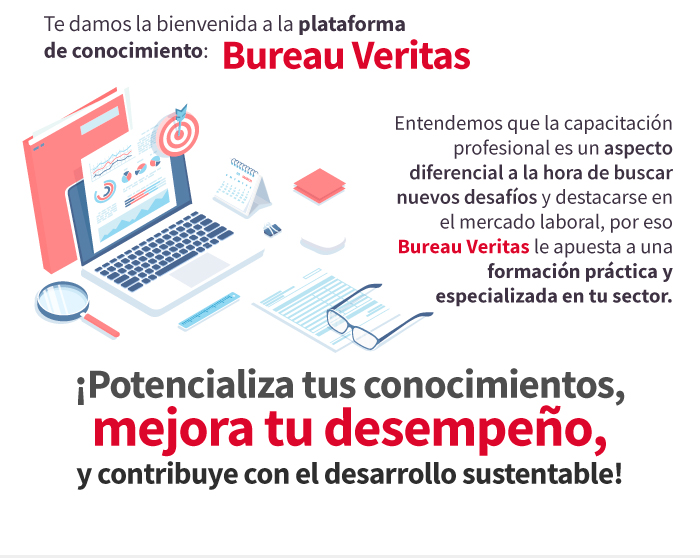 Te damos la bienvenida a la plataforma
de conocimiento: Bureau Veritas
Entendemos que la capacitación
profesional es un aspecto
diferencial a la hora de buscar
nuevos desafíos y destacarse en
el mercado laboral, por eso
Bureau Veritas le apuesta a una
formación práctica y
especializada en tu sector.
¡Potencializa tus conocimientos,
mejora tu desempeño,
y contribuye con el desarrollo sustentable!